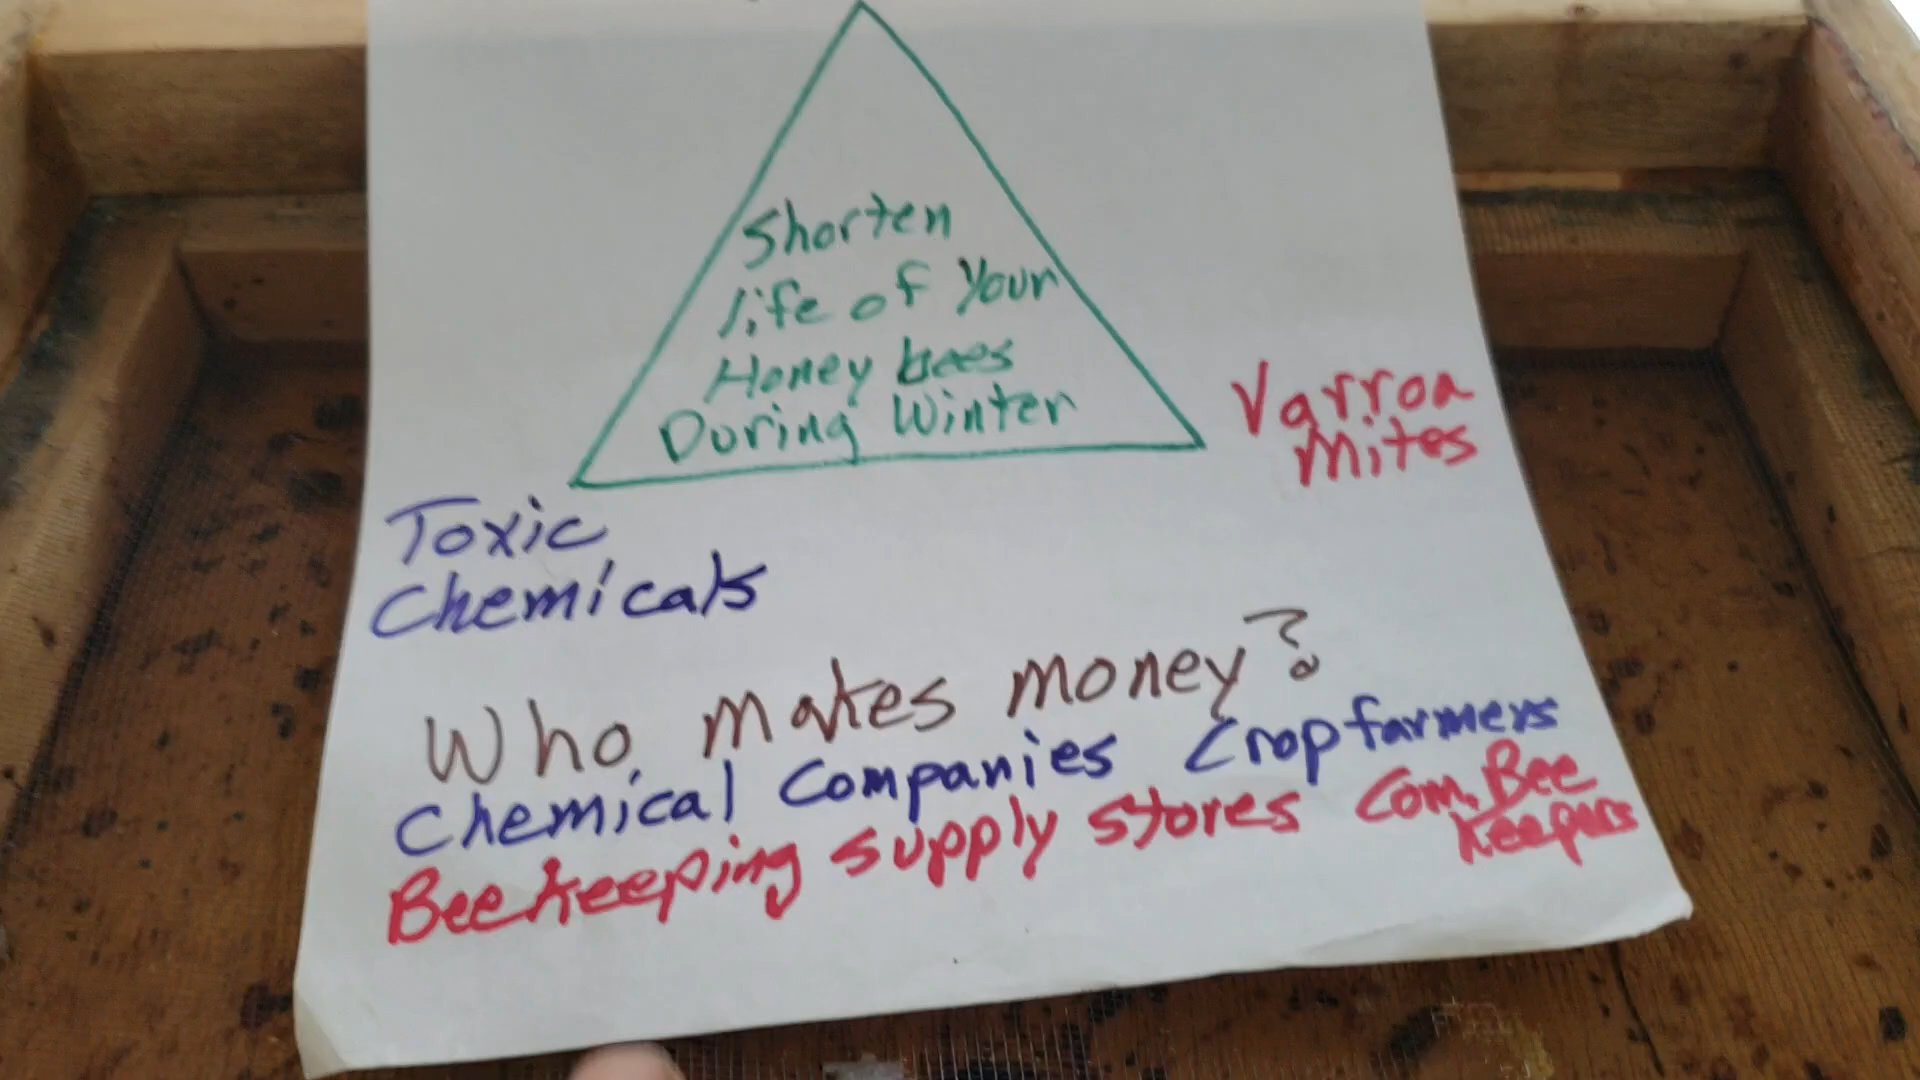 Shorten
life of Your
Honey bees
During Winter
Varroa
Mites
Toxic
Chemicals
Who makes money?
Chemical Companies Crop farmers
Beekeeping supply stores Com. Bee
Keepers